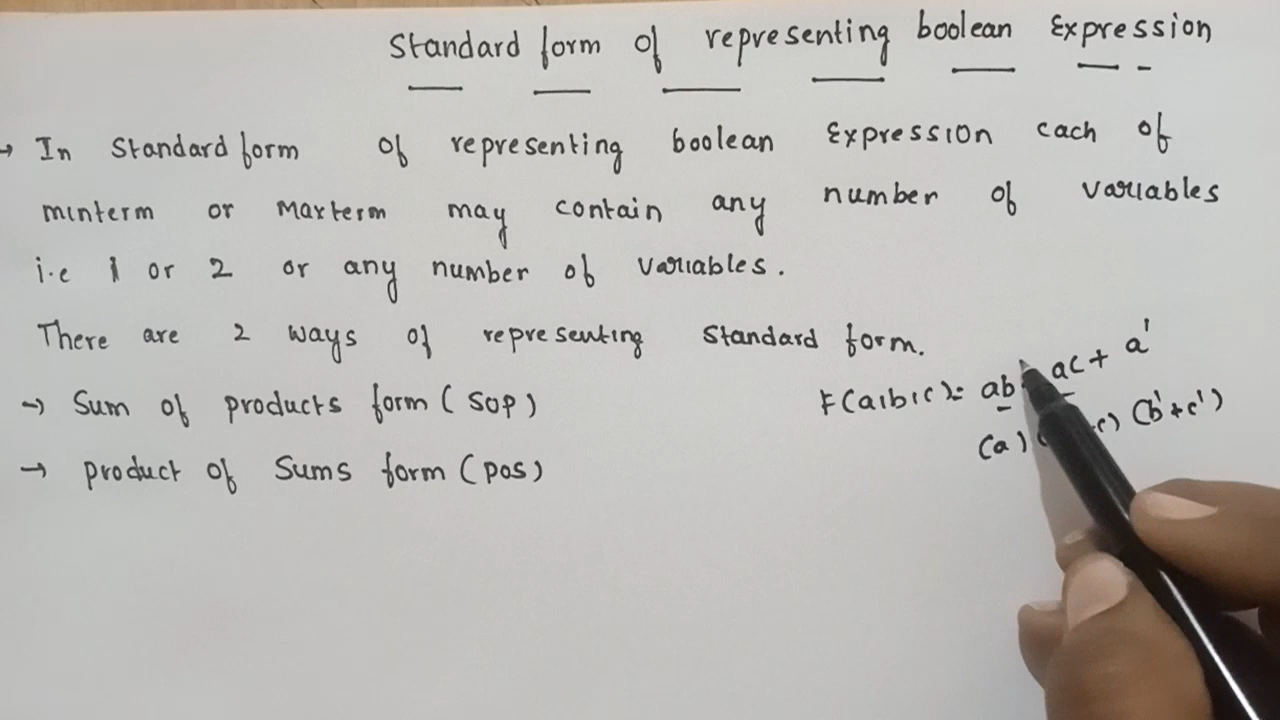 Standard form of representing boolean Expression
→ In Standard form of representing boolean Expression each of
minterm or Maxterm may contain any number of variables
i.e 1 or 2 or any number of variables.
There are 2 ways of representing Standard form.
F(a,b,c)= ab ac + a'
→ Sum of products form (SOP)
(a) ( c) (b'+c')
→ product of Sums form (POS)